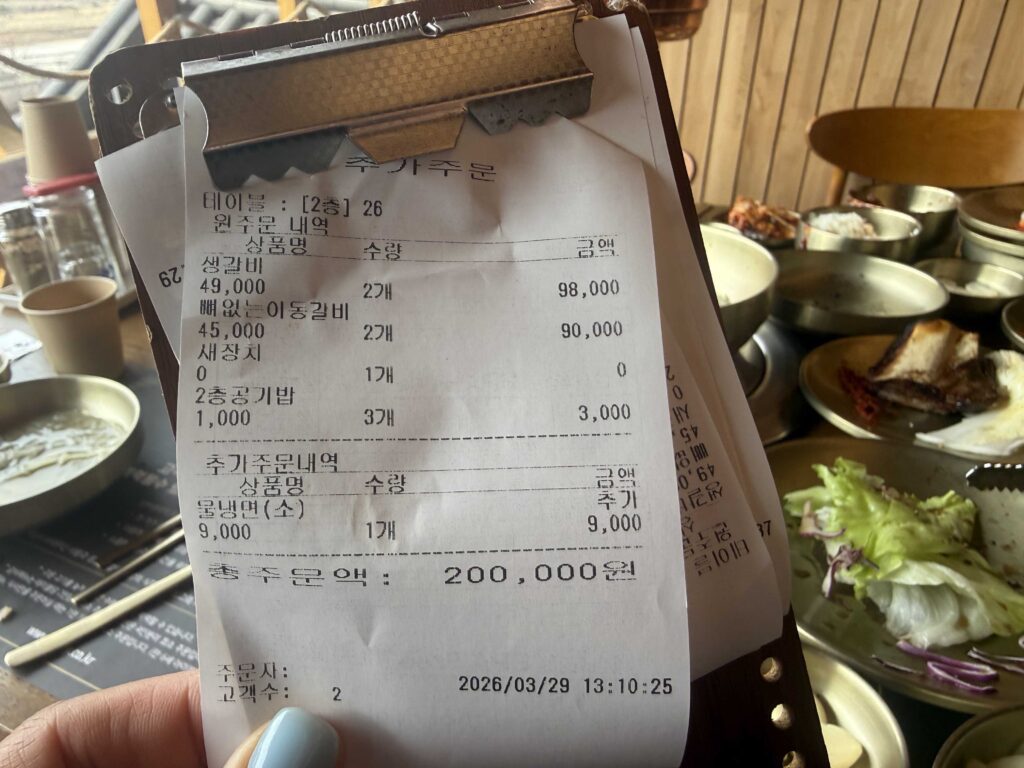 추가주문
테이블 : [2층] 26
원주문 내역
상품명 수량 금액
생갈비
49,000 2개 98,000
뼈없는이동갈비
45,000 2개 90,000
새장치
0 1개 0
2층공기밥
1,000 3개 3,000
추가주문내역
상품명 수량 금액
물냉면(소) 추가
9,000 1개 9,000
총주문액: 200,000원
주문자:
고객수: 2
2026/03/29 13:10:25
.29
37
테이블